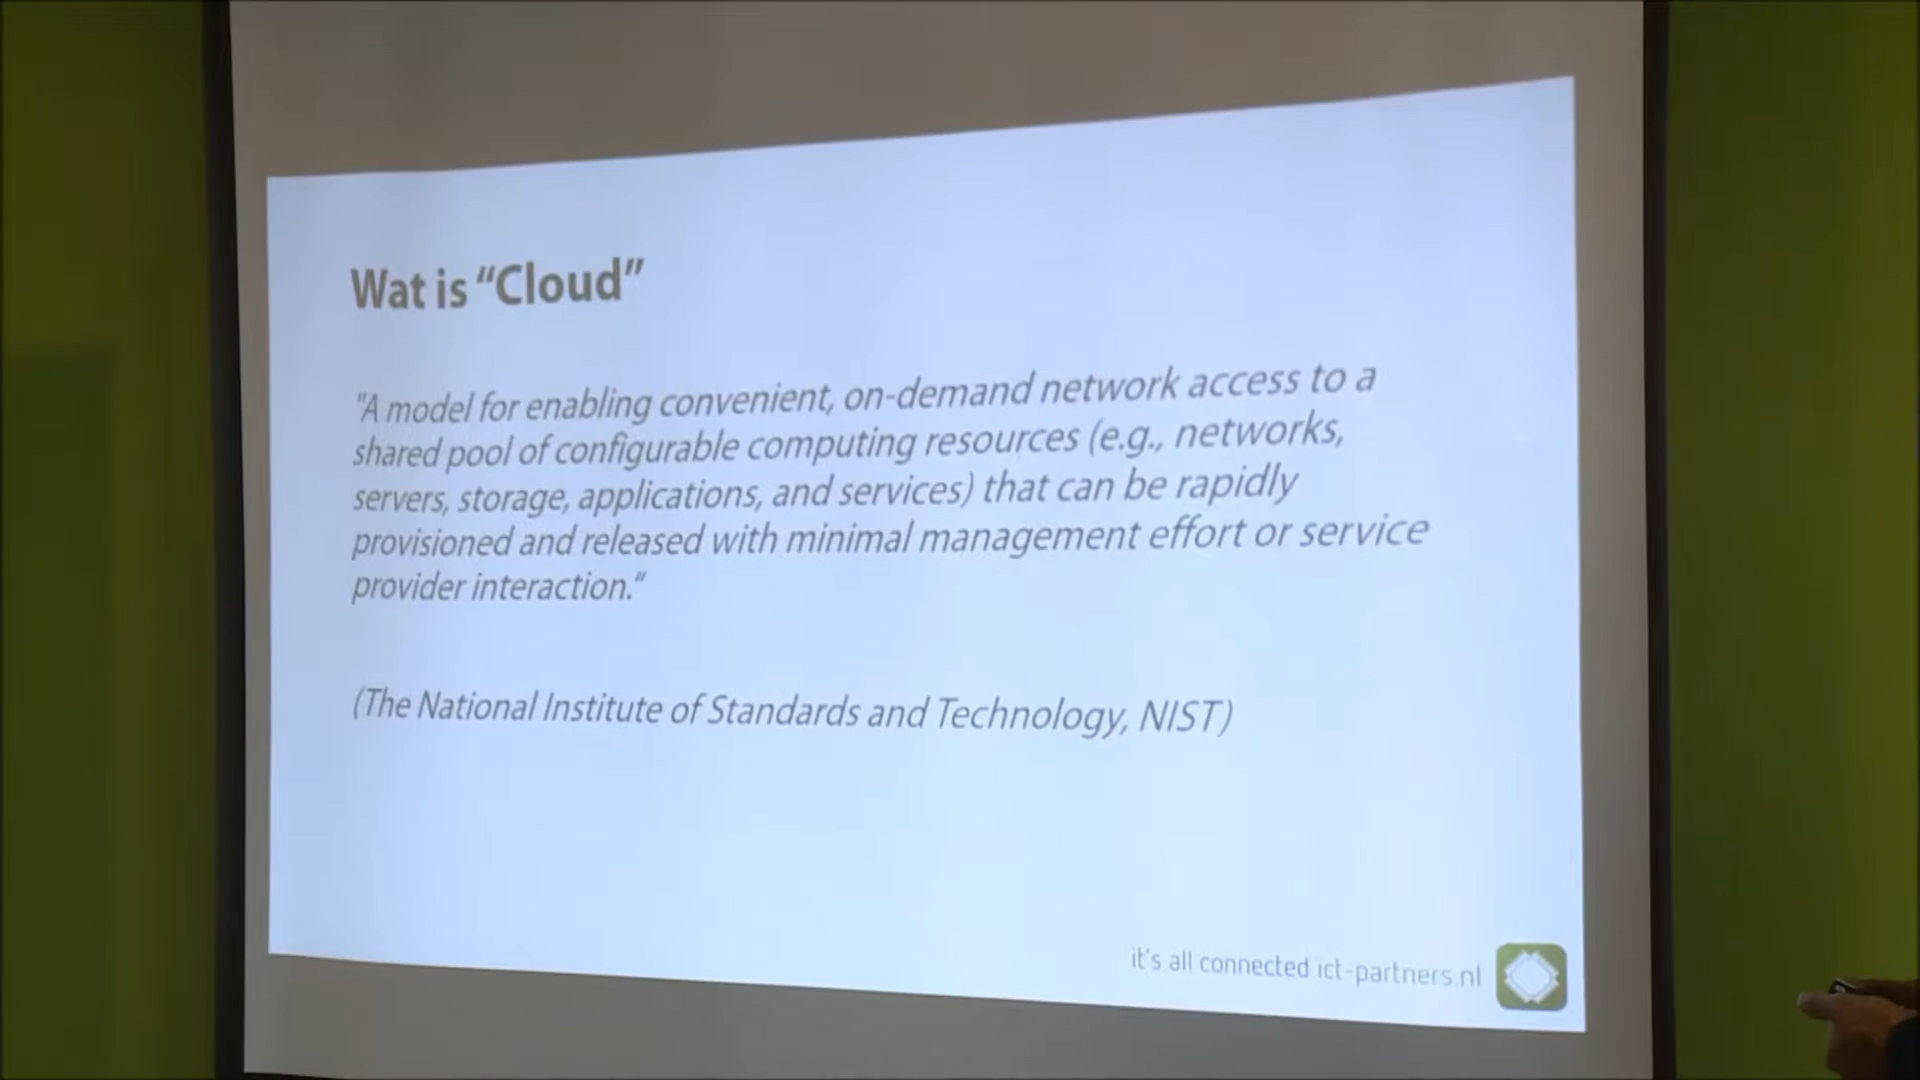 Wat is “Cloud”
"A model for enabling convenient, on-demand network access to a
shared pool of configurable computing resources (e.g., networks,
servers, storage, applications, and services) that can be rapidly
provisioned and released with minimal management effort or service
provider interaction."
(The National Institute of Standards and Technology, NIST)
it's all connected ict-partners.nl